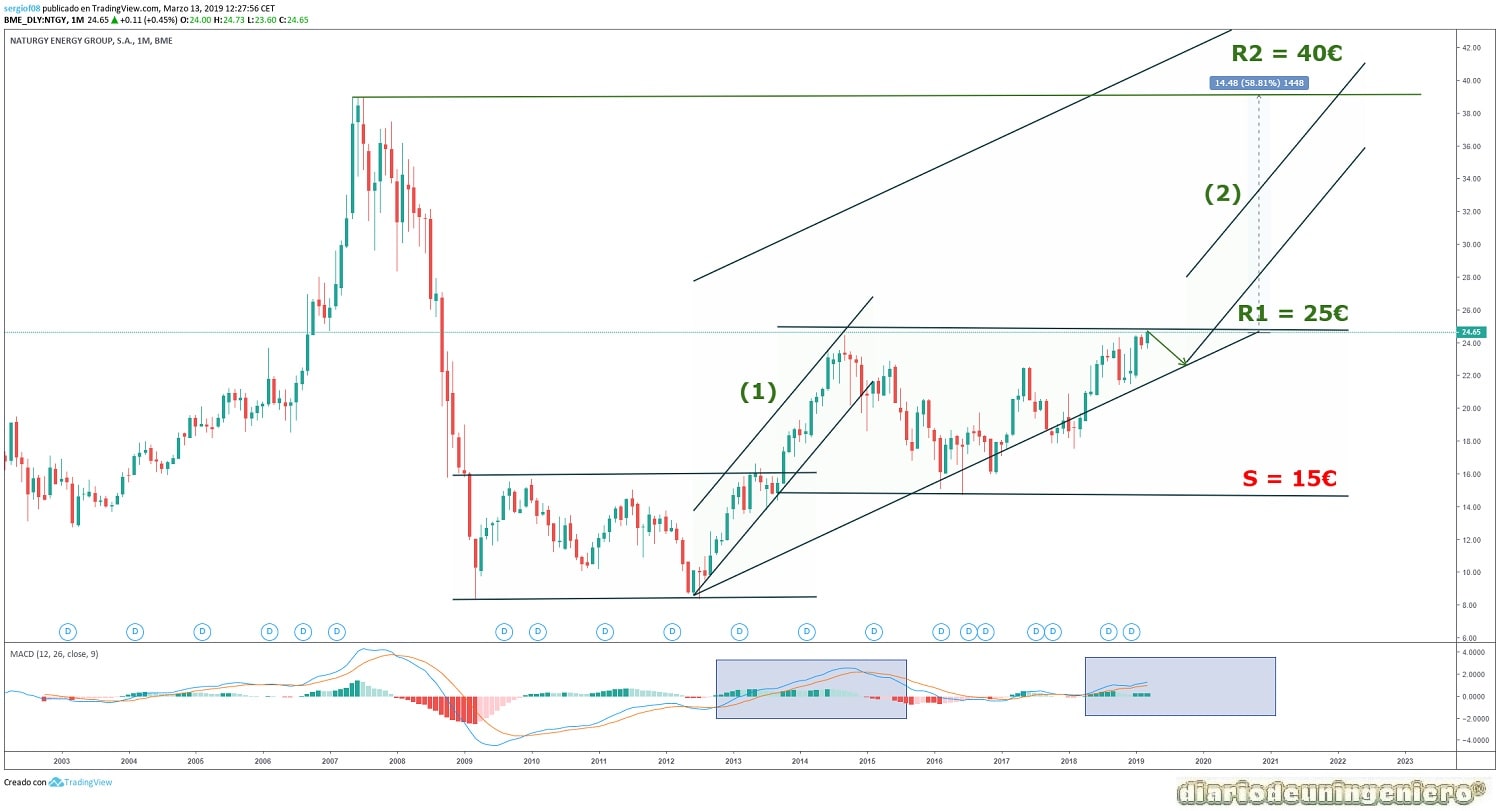 sergiof08 publicado en TradingView.com, Marzo 13, 2019 12:27:56 CET
BME_DLY:NTGY, 1M 24.65 ▲ +0.11 (+0.45%) O:24.00 H:24.73 L:23.60 C:24.65
NATURGY ENERGY GROUP, S.A., 1M, BME
R2 = 40€
14.48 (58.81%) 1448
(2)
R1 = 25€
(1)
S = 15€
42.00
40.00
38.00
36.00
34.00
32.00
30.00
28.00
26.00
24.65
24.00
22.00
20.00
18.00
16.00
14.00
12.00
10.00
8.00
6.00
D D D D D D D D D D D D D D D D D D D D
MACD (12, 26, close, 9)
4.0000
2.0000
0.0000
−2.0000
−4.0000
2003 2004 2005 2006 2007 2008 2009 2010 2011 2012 2013 2014 2015 2016 2017 2018 2019 2020 2021 2022 2023
Creado con TradingView
diariodeuningeniero